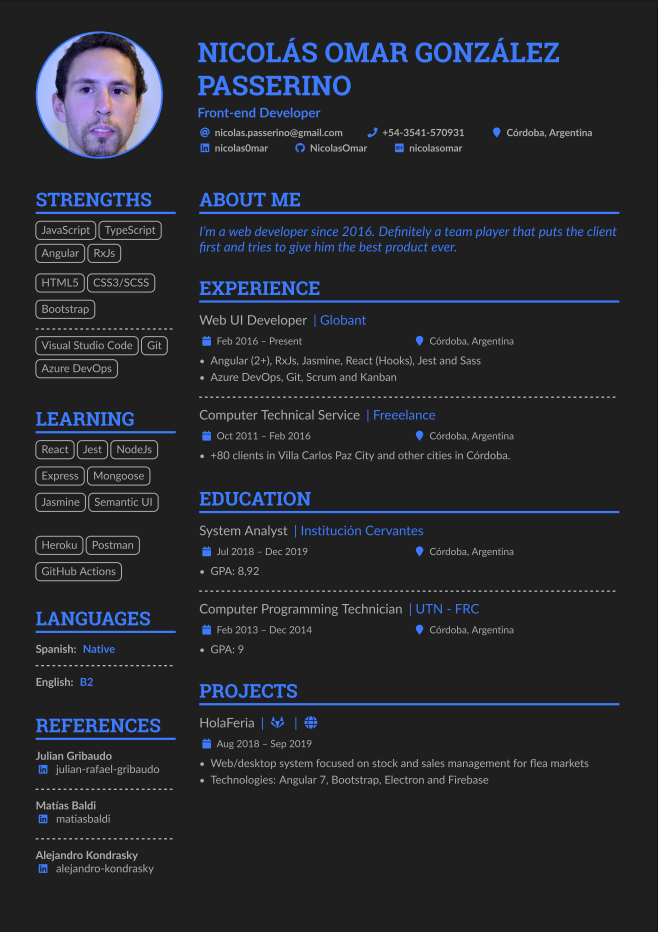 NICOLÁS OMAR GONZÁLEZ
PASSERINO
Front-end Developer
nicolas.passerino@gmail.com +54-3541-570931 Córdoba, Argentina
nicolas0mar NicolasOmar nicolasomar
STRENGTHS
JavaScript TypeScript
Angular RxJs
HTML5 CSS3/SCSS
Bootstrap
Visual Studio Code Git
Azure DevOps
LEARNING
React Jest NodeJs
Express Mongoose
Jasmine Semantic UI
Heroku Postman
GitHub Actions
LANGUAGES
Spanish: Native
English: B2
REFERENCES
Julian Gribaudo
julian-rafael-gribaudo
Matías Baldi
matiasbaldi
Alejandro Kondrasky
alejandro-kondrasky
ABOUT ME
I'm a web developer since 2016. Definitely a team player that puts the client
first and tries to give him the best product ever.
EXPERIENCE
Web UI Developer | Globant
Feb 2016 – Present Córdoba, Argentina
• Angular (2+), RxJs, Jasmine, React (Hooks), Jest and Sass
• Azure DevOps, Git, Scrum and Kanban
Computer Technical Service | Freeelance
Oct 2011 – Feb 2016 Córdoba, Argentina
• +80 clients in Villa Carlos Paz City and other cities in Córdoba.
EDUCATION
System Analyst | Institución Cervantes
Jul 2018 – Dec 2019 Córdoba, Argentina
• GPA: 8,92
Computer Programming Technician | UTN - FRC
Feb 2013 – Dec 2014 Córdoba, Argentina
• GPA: 9
PROJECTS
HolaFeria | |
Aug 2018 – Sep 2019
• Web/desktop system focused on stock and sales management for flea markets
• Technologies: Angular 7, Bootstrap, Electron and Firebase